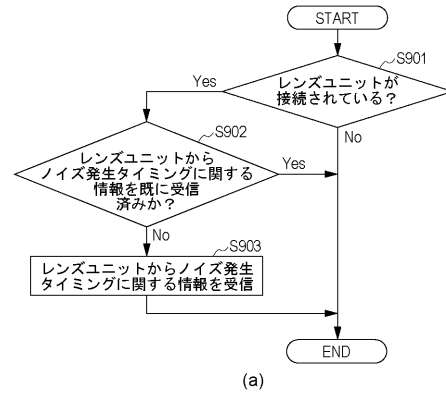 START
S901
レンズユニットが
接続されている?
Yes
No
S902
レンズユニットから
ノイズ発生タイミングに関する
情報を既に受信
済みか?
Yes
No
S903
レンズユニットからノイズ発生
タイミングに関する情報を受信
END
(a)